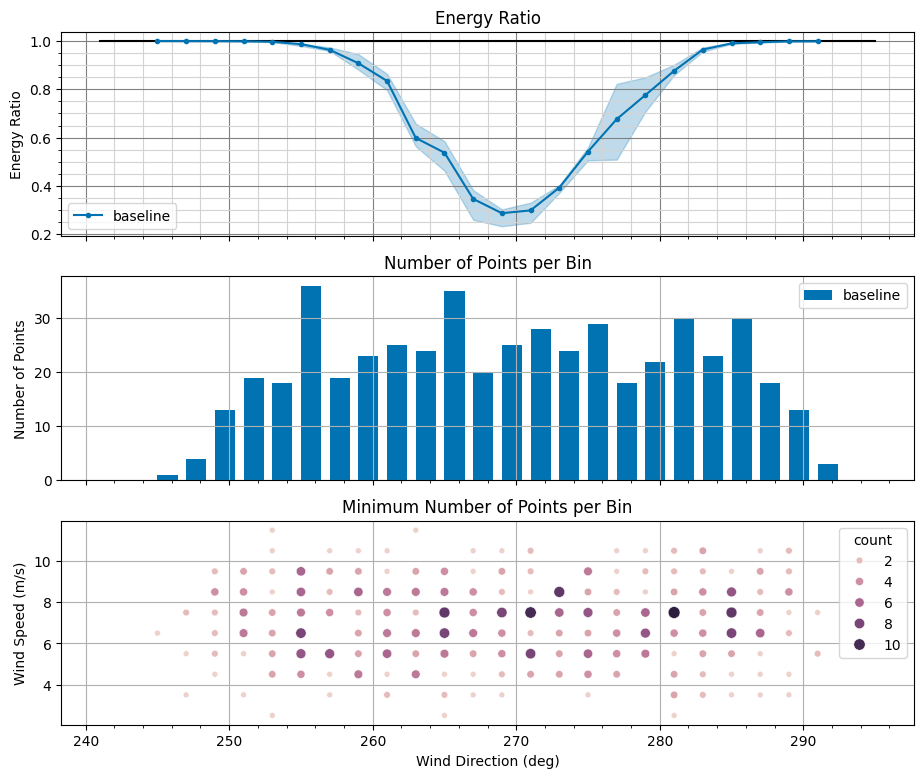 Energy Ratio
1.0
0.8
0.6
0.4
0.2
Energy Ratio
baseline
Number of Points per Bin
30
20
10
0
Number of Points
baseline
Minimum Number of Points per Bin
10
8
6
4
Wind Speed (m/s)
count
2
4
6
8
10
240 250 260 270 280 290
Wind Direction (deg)